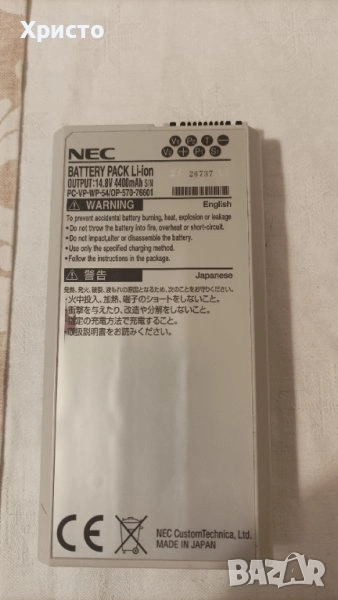 Христо
NEC
V₁ P₂ T −
V₂ + P₁ S₁
BATTERY PACK Li-ion
OUTPUT:14.8V 4400mAh S/N
26737
PC-VP-WP-54/OP-570-76601
WARNING English
To prevent accidental battery burning, heat, explosion or leakage
• Do not throw the battery into fire, overheat or short-circuit.
• Do not impact,alter or disassemble the battery.
• Use only the specified charging method.
• Follow the instructions in the package.
警告 Japanese
発熱、発火、破裂、液もれの原因となるため、次のことをお守りください。
・火中投入、加熱、端子のショートをしないこと。
・衝撃を与えたり、改造や分解をしないこと。
・指定の充電方法で充電すること。
・取扱説明書をお読みください。
CE
NEC CustomTechnica, Ltd.
MADE IN JAPAN
BAZAR